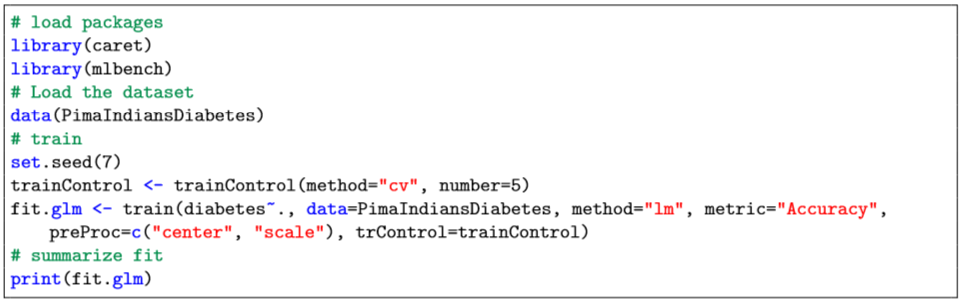 # load packages
library(caret)
library(mlbench)
# Load the dataset
data(PimaIndiansDiabetes)
# train
set.seed(7)
trainControl <- trainControl(method="cv", number=5)
fit.glm <- train(diabetes~., data=PimaIndiansDiabetes, method="lm", metric="Accuracy",
preProc=c("center", "scale"), trControl=trainControl)
# summarize fit
print(fit.glm)